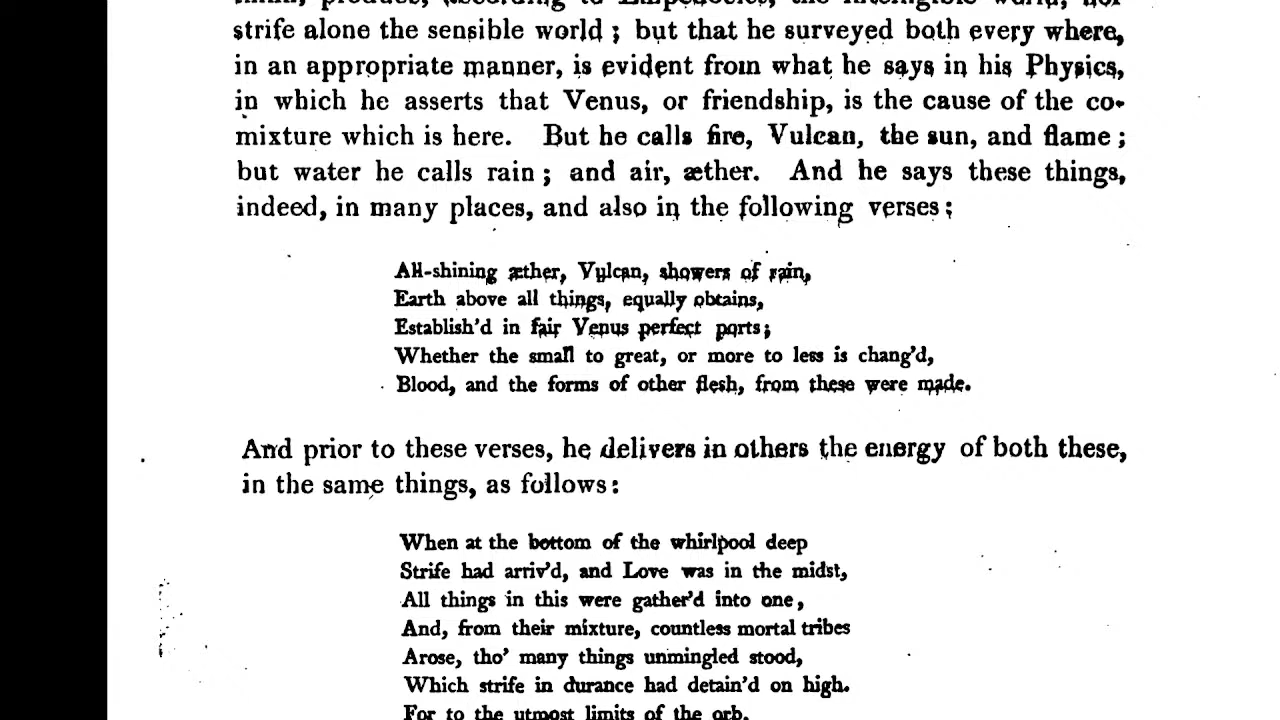 mixt, produce, according to Empedocles, the intelligible world, nor
strife alone the sensible world ; but that he surveyed both every where,
in an appropriate manner, is evident from what he says in his Physics,
in which he asserts that Venus, or friendship, is the cause of the co-
mixture which is here. But he calls fire, Vulcan, the sun, and flame ;
but water he calls rain ; and air, æther. And he says these things,
indeed, in many places, and also in the following verses ;
All-shining æther, Vulcan, showers of rain,
Earth above all things, equally obtains,
Establish'd in fair Venus perfect ports ;
Whether the small to great, or more to less is chang'd,
Blood, and the forms of other flesh, from these were made.
And prior to these verses, he delivers in others the energy of both these,
in the same things, as follows :
When at the bottom of the whirlpool deep
Strife had arriv'd, and Love was in the midst,
All things in this were gather'd into one,
And, from their mixture, countless mortal tribes
Arose, tho' many things unmingled stood,
Which strife in durance had detain'd on high.
For to the utmost limits of the orb,